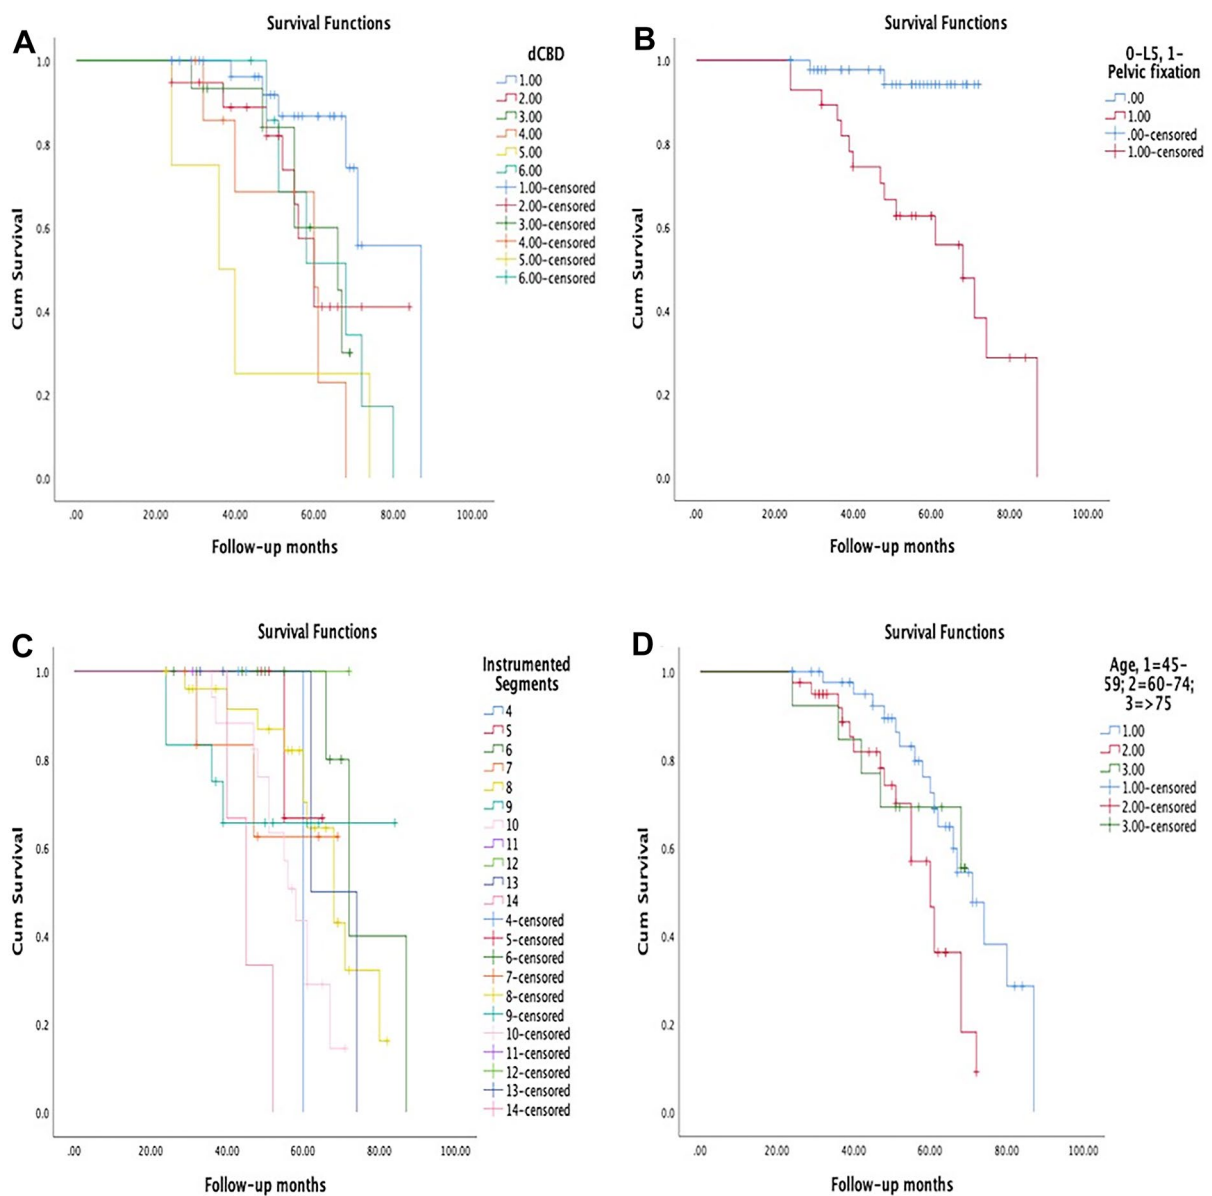 A
Survival Functions
dCBD
1.00
2.00
3.00
4.00
5.00
6.00
1.00-censored
2.00-censored
3.00-censored
4.00-censored
5.00-censored
6.00-censored
Cum Survival
1.0
0.8
0.6
0.4
0.2
0.0
.00 20.00 40.00 60.00 80.00 100.00
Follow-up months
B
Survival Functions
0-L5, 1-
Pelvic fixation
.00
1.00
.00-censored
1.00-censored
Cum Survival
1.0
0.8
0.6
0.4
0.2
0.0
.00 20.00 40.00 60.00 80.00 100.00
Follow-up months
C
Survival Functions
Instrumented
Segments
4
5
6
7
8
9
10
11
12
13
14
4-censored
5-censored
6-censored
7-censored
8-censored
9-censored
10-censored
11-censored
12-censored
13-censored
14-censored
Cum Survival
1.0
0.8
0.6
0.4
0.2
0.0
.00 20.00 40.00 60.00 80.00 100.00
Follow-up months
D
Survival Functions
Age, 1=45-
59; 2=60-74;
3=>75
1.00
2.00
3.00
1.00-censored
2.00-censored
3.00-censored
Cum Survival
1.0
0.8
0.6
0.4
0.2
0.0
.00 20.00 40.00 60.00 80.00 100.00
Follow-up months